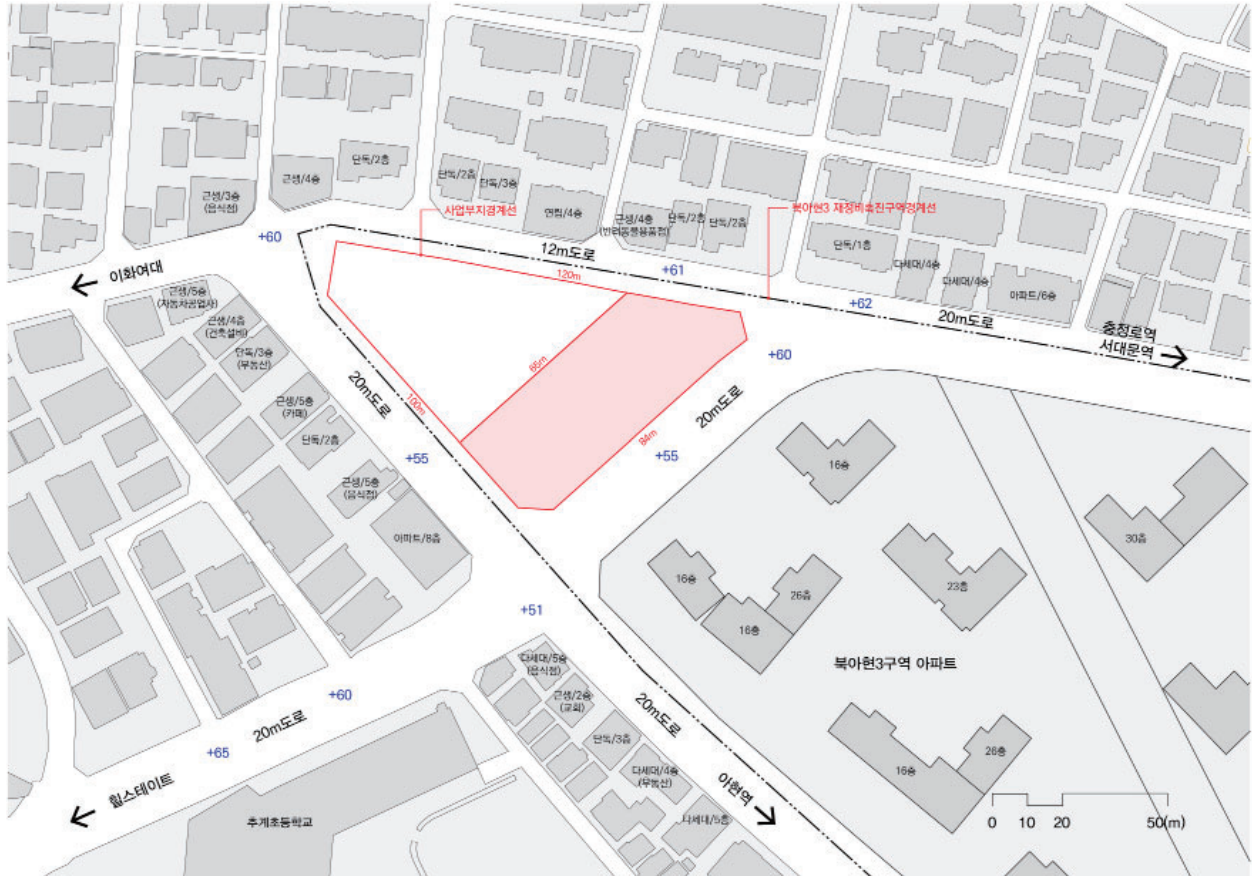 단독/2층
근생/3층
(음식점)
근생/4층
단독/2층
단독/3층
연립/4층
근생/4층
(반려동물용품점)
단독/2층
단독/2층
사업부지경계선
북아현3 재정비촉진구역경계선
단독/1층
다세대/4층
다세대/4층
아파트/6층
+60
12m도로
120m
+61
+62
20m도로
충정로역
서대문역
이화여대
근생/5층
(자동차공업사)
근생/4층
(건축설비)
단독/3층
(부동산)
근생/5층
(카페)
단독/2층
근생/5층
(음식점)
아파트/8층
20m도로
100m
65m
84m
20m도로
+60
+55
+55
16층
30층
16층
26층
16층
23층
북아현3구역 아파트
16층
26층
+51
다세대/5층
(음식점)
근생/2층
(교회)
단독/3층
다세대/4층
(부동산)
다세대/5층
20m도로
아현역
+60
20m도로
+65
힐스테이트
추계초등학교
0 10 20 50(m)